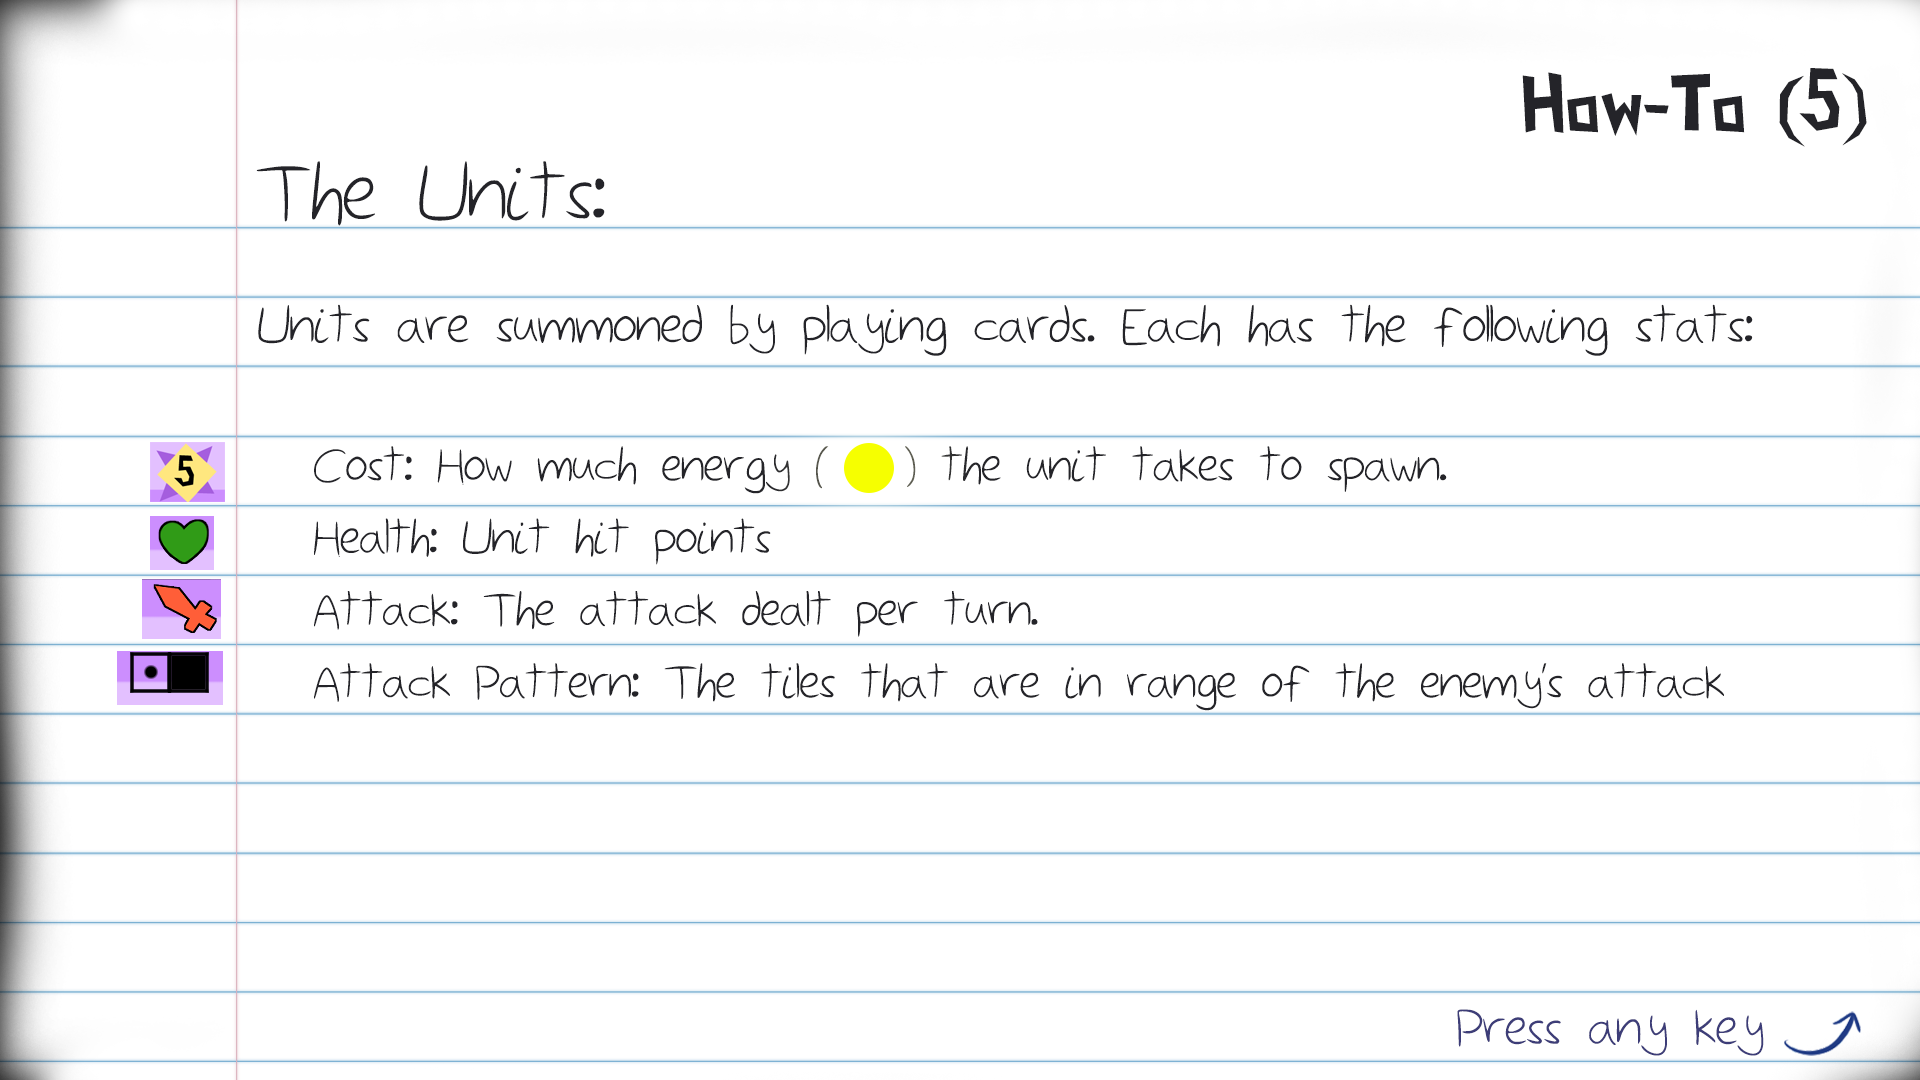 How-To (5)
The Units:
Units are summoned by playing cards. Each has the following stats:
5 Cost: How much energy ( ) the unit takes to spawn.
Health: Unit hit points
Attack: The attack dealt per turn.
Attack Pattern: The tiles that are in range of the enemy's attack
Press any key